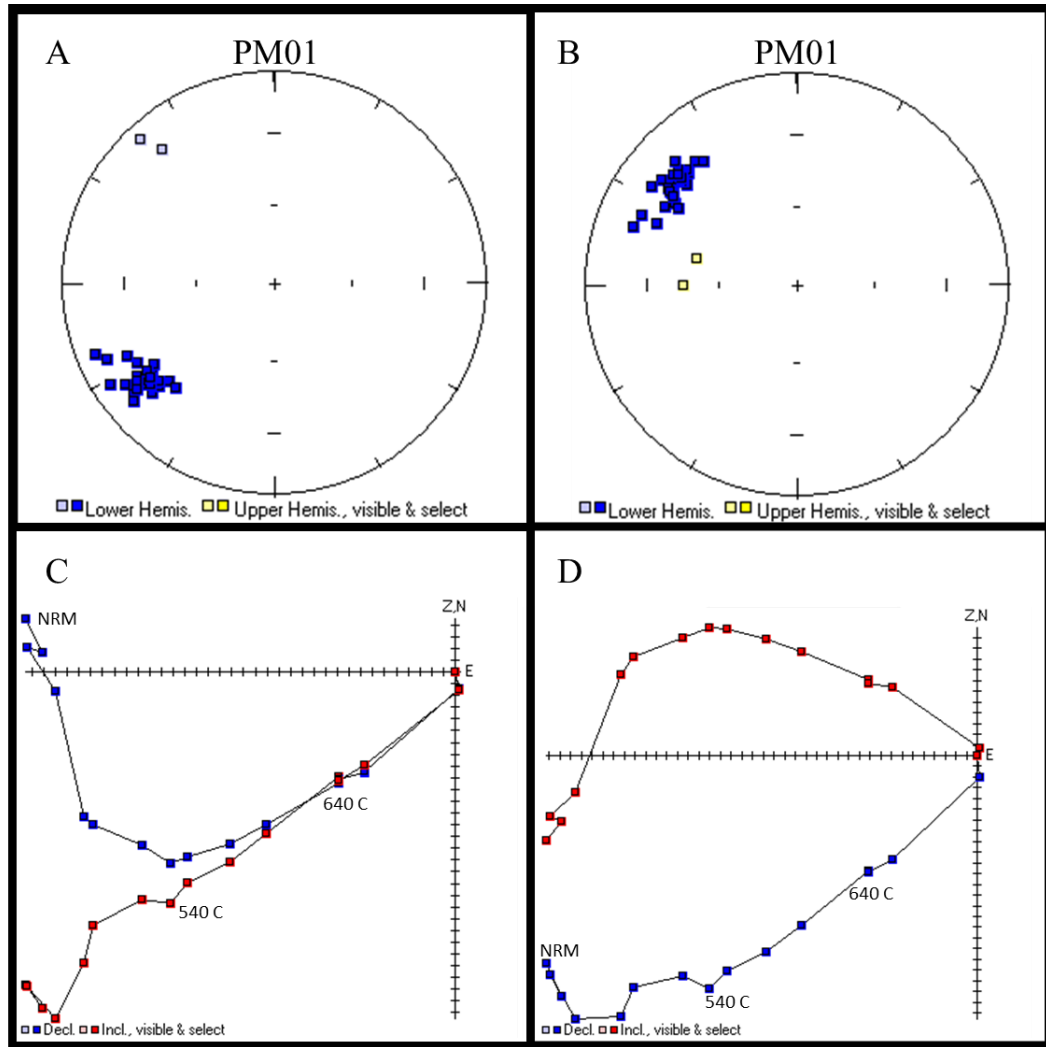 A
PM01
Lower Hemis. Upper Hemis., visible & select
B
PM01
Lower Hemis. Upper Hemis., visible & select
C
Z,N
NRM
E
640 C
540 C
Decl. Incl., visible & select
D
Z,N
E
640 C
NRM
540 C
Decl. Incl., visible & select